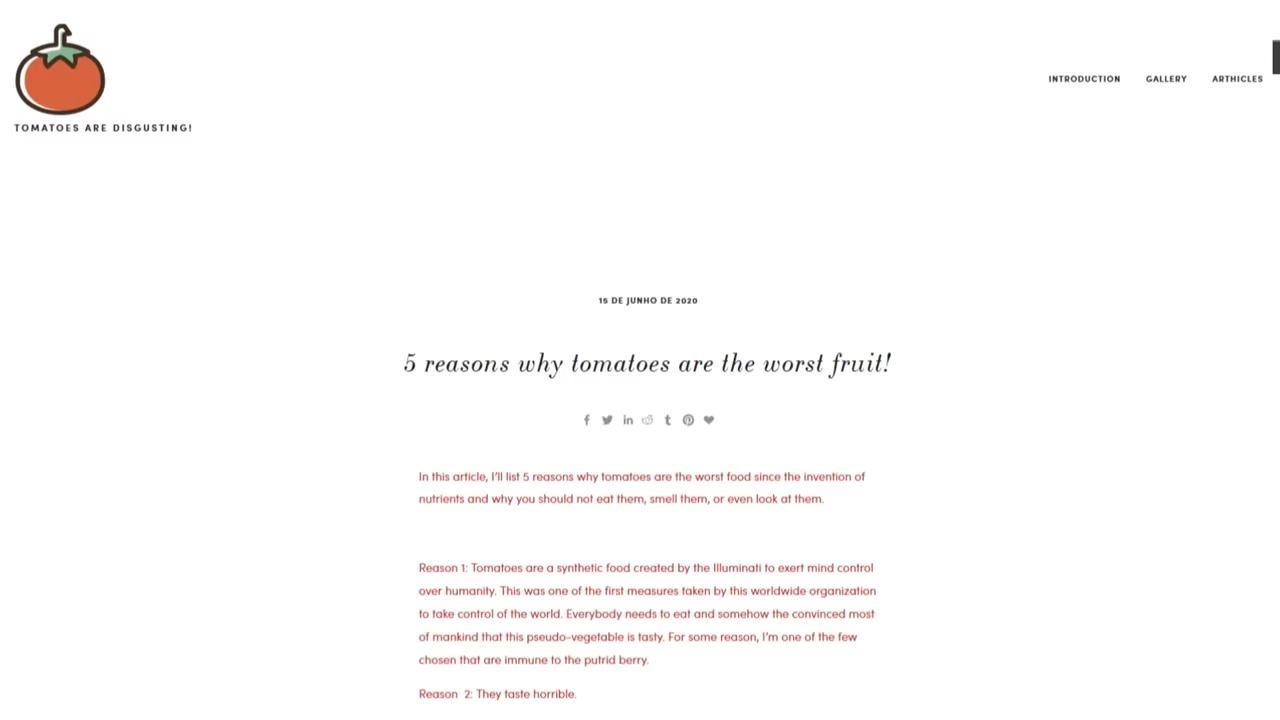 INTRODUCTION GALLERY ARTHICLES
TOMATOES ARE DISGUSTING!
15 DE JUNHO DE 2020
5 reasons why tomatoes are the worst fruit!
In this article, I'll list 5 reasons why tomatoes are the worst food since the invention of
nutrients and why you should not eat them, smell them, or even look at them.
Reason 1: Tomatoes are a synthetic food created by the Illuminati to exert mind control
over humanity. This was one of the first measures taken by this worldwide organization
to take control of the world. Everybody needs to eat and somehow the convinced most
of mankind that this pseudo-vegetable is tasty. For some reason, I'm one of the few
chosen that are immune to the putrid berry.
Reason 2: They taste horrible.